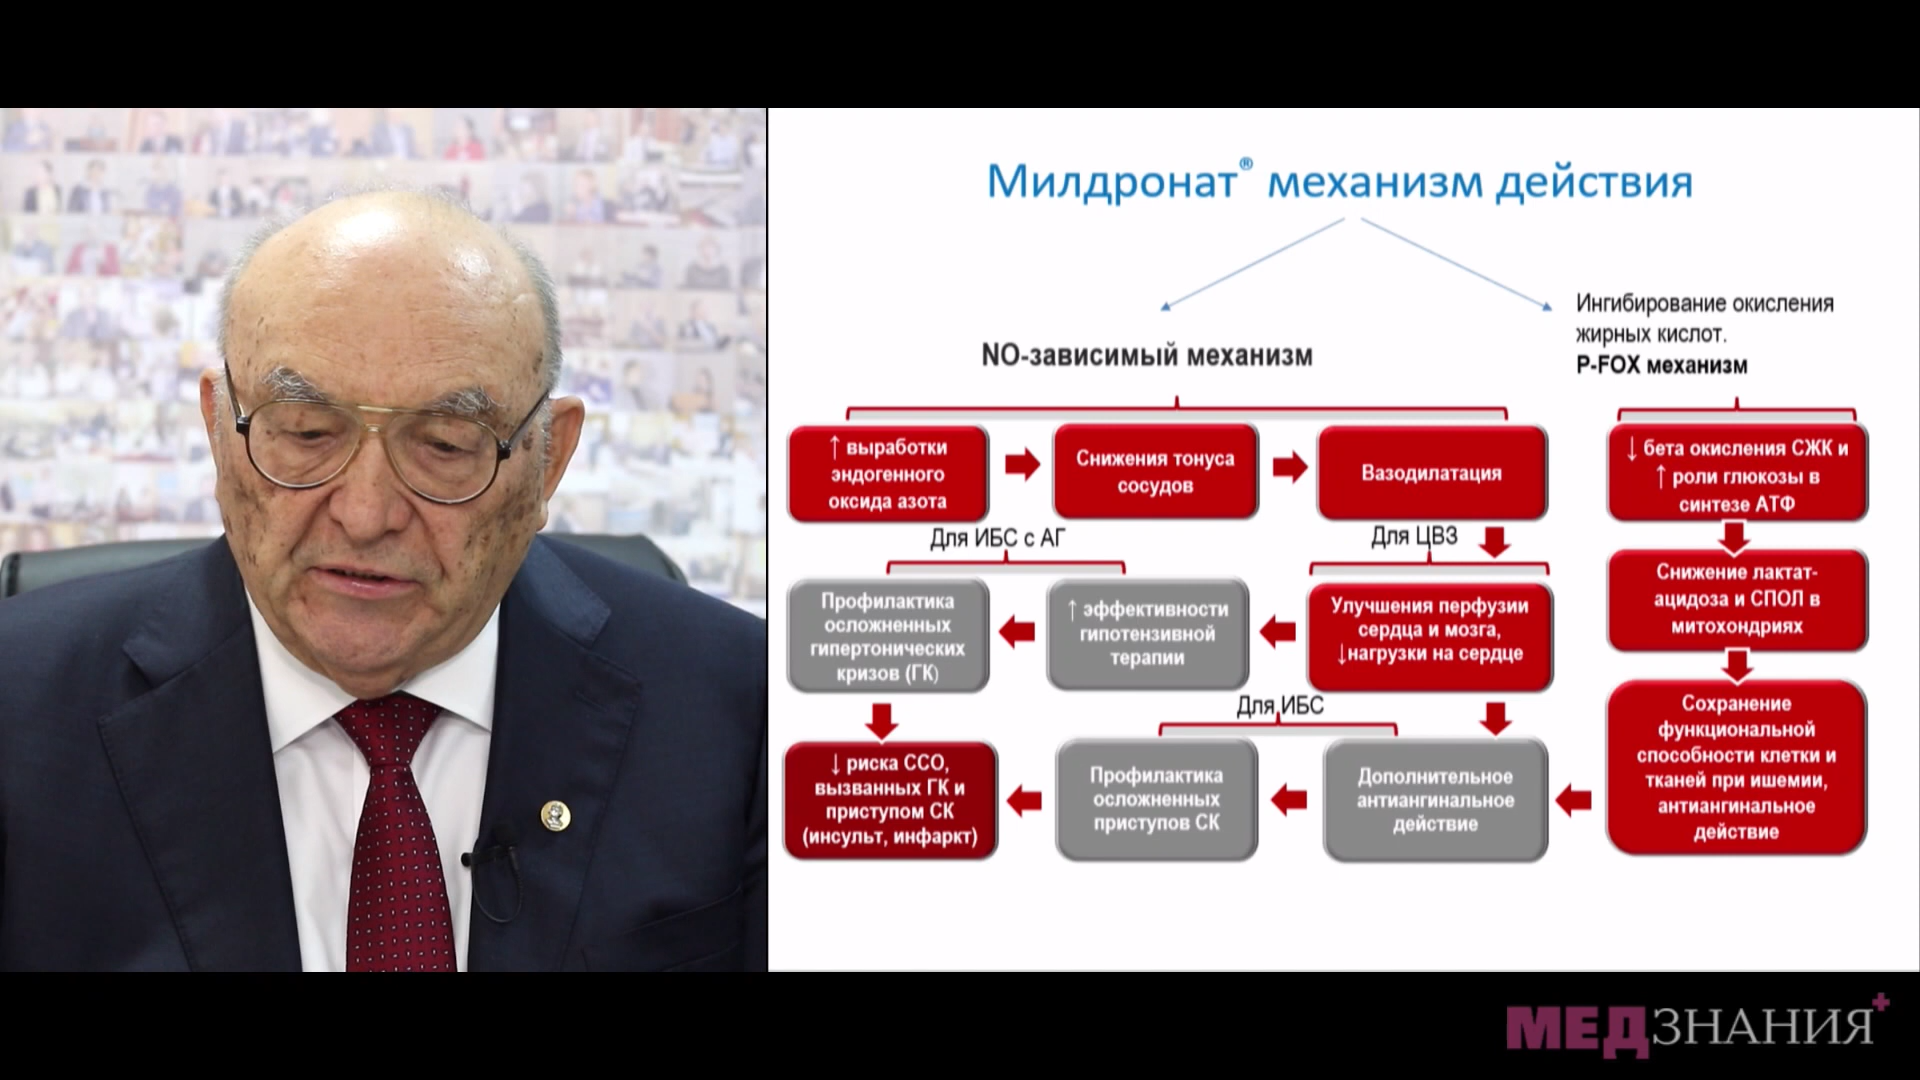 Милдронат® механизм действия
NO-зависимый механизм
Ингибирование окисления
жирных кислот.
P-FOX механизм
↑ выработки
эндогенного
оксида азота
Снижения тонуса
сосудов
Вазодилатация
↓ бета окисления СЖК и
↑ роли глюкозы в
синтезе АТФ
Для ИБС с АГ
Для ЦВЗ
Профилактика
осложненных
гипертонических
кризов (ГК)
↑ эффективности
гипотензивной
терапии
Улучшения перфузии
сердца и мозга,
↓нагрузки на сердце
Снижение лактат-
ацидоза и СПОЛ в
митохондриях
Для ИБС
↓ риска ССО,
вызванных ГК и
приступом СК
(инсульт, инфаркт)
Профилактика
осложненных
приступов СК
Дополнительное
антиангинальное
действие
Сохранение
функциональной
способности клетки и
тканей при ишемии,
антиангинальное
действие
МЕДЗНАНИЯ+